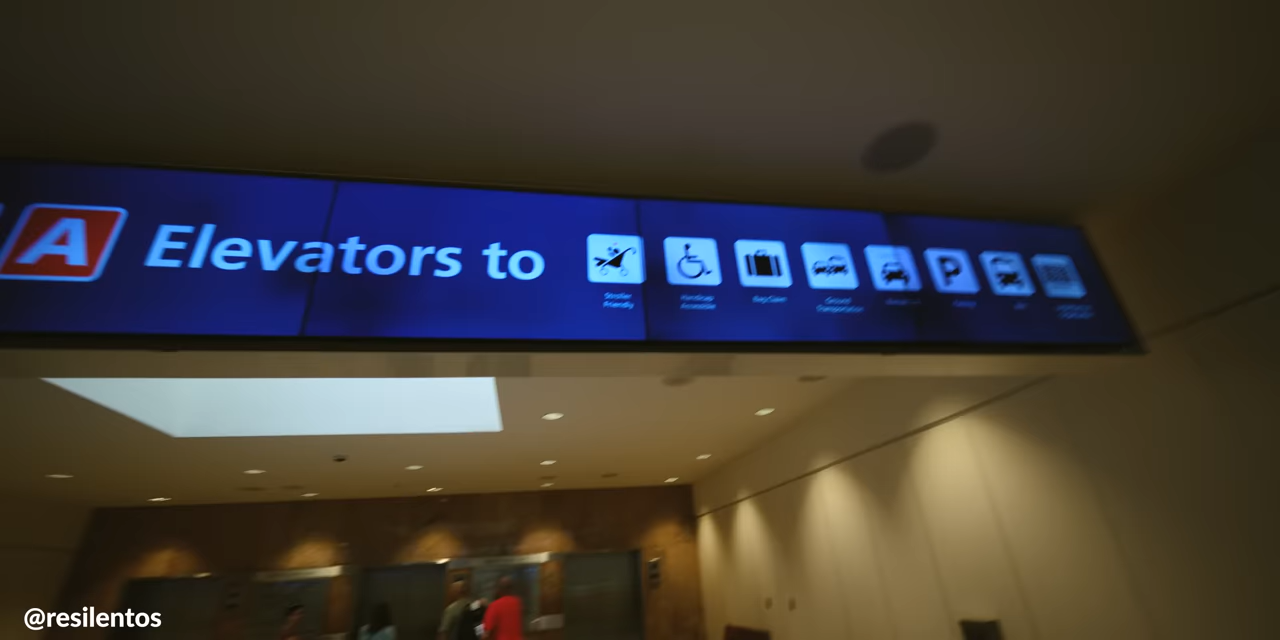 A Elevators to
Stroller Friendly
Handicap Accessible
Bag Claim
Ground Transportation
P
@resilentos